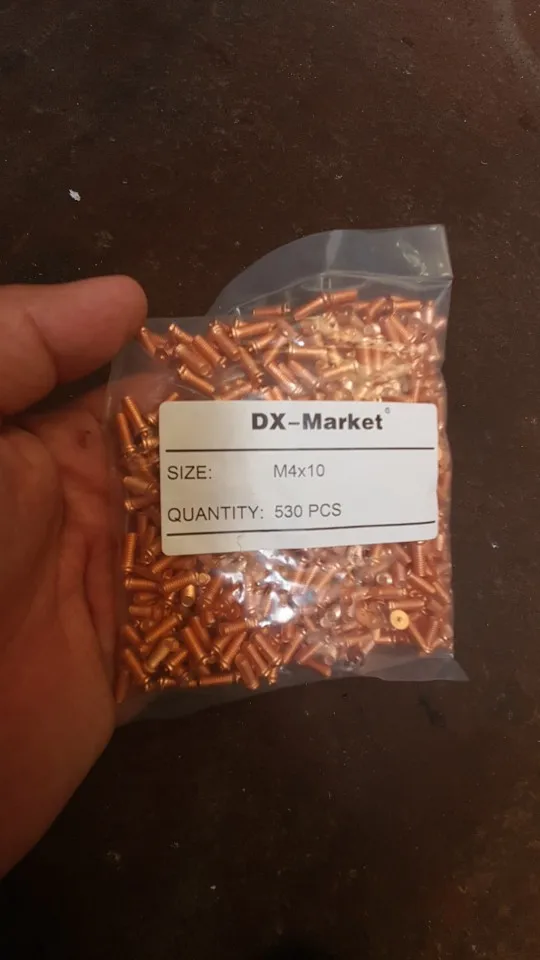 DX-Market©
SIZE: M4x10
QUANTITY: 530 PCS